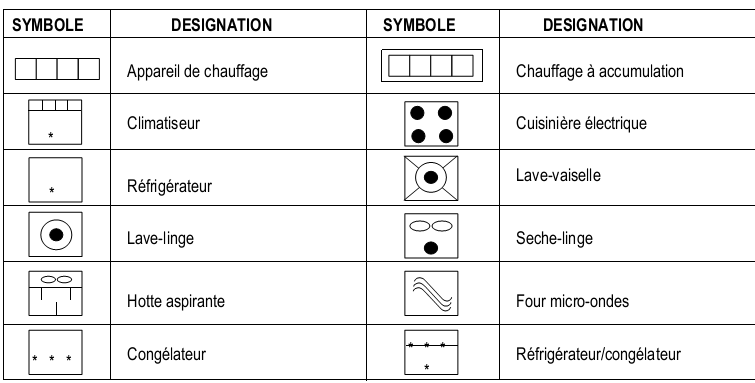 SYMBOLE DESIGNATION SYMBOLE DESIGNATION
Appareil de chauffage Chauffage à accumulation
Climatiseur Cuisinière électrique
Réfrigérateur Lave-vaiselle
Lave-linge Seche-linge
Hotte aspirante Four micro-ondes
Congélateur Réfrigérateur/congélateur